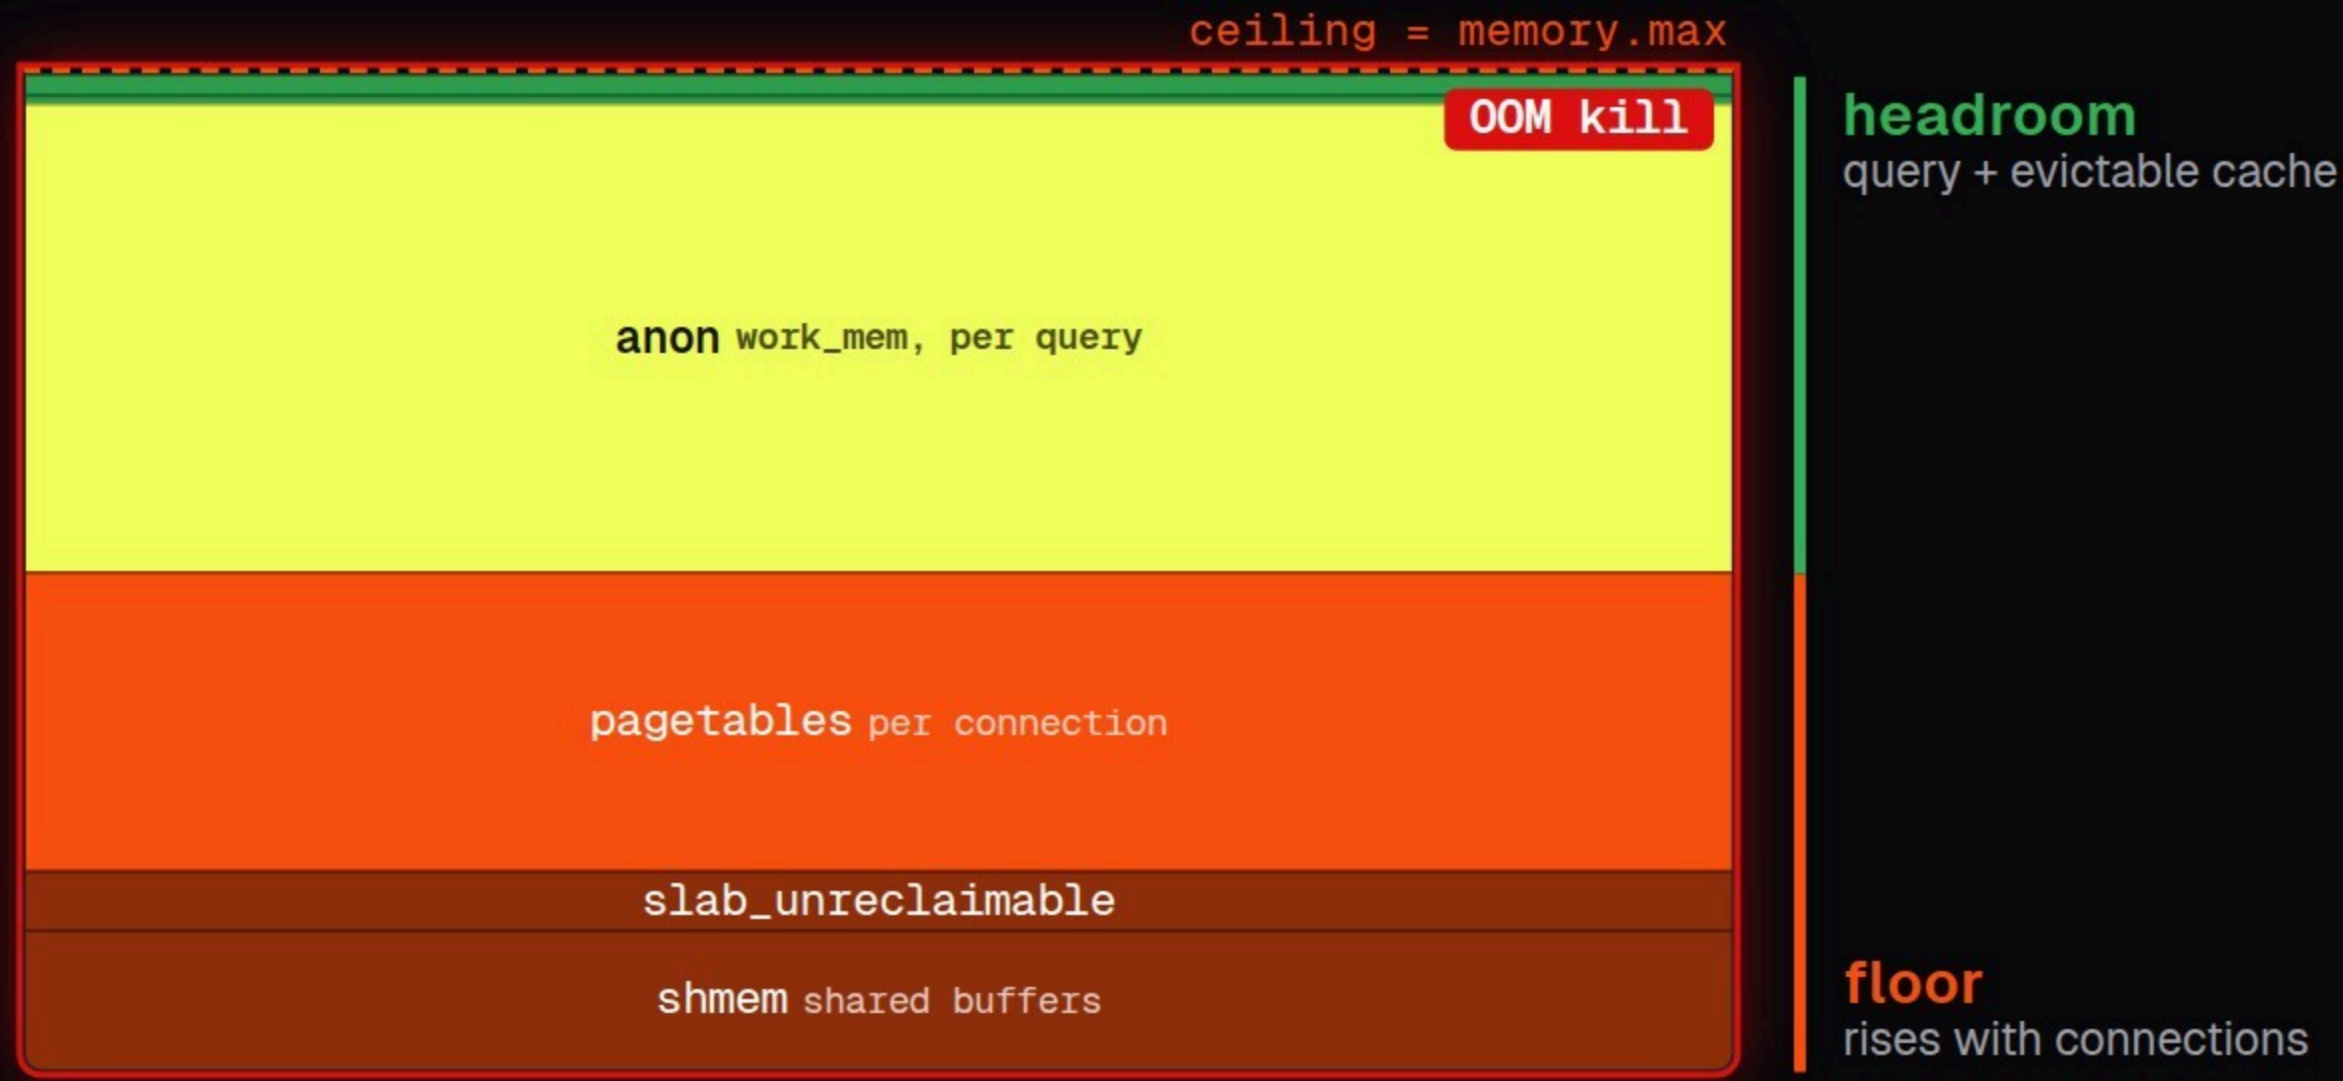 ceiling = memory.max
OOM kill
headroom
query + evictable cache
anon work_mem, per query
pagetables per connection
slab_unreclaimable
shmem shared buffers
floor
rises with connections